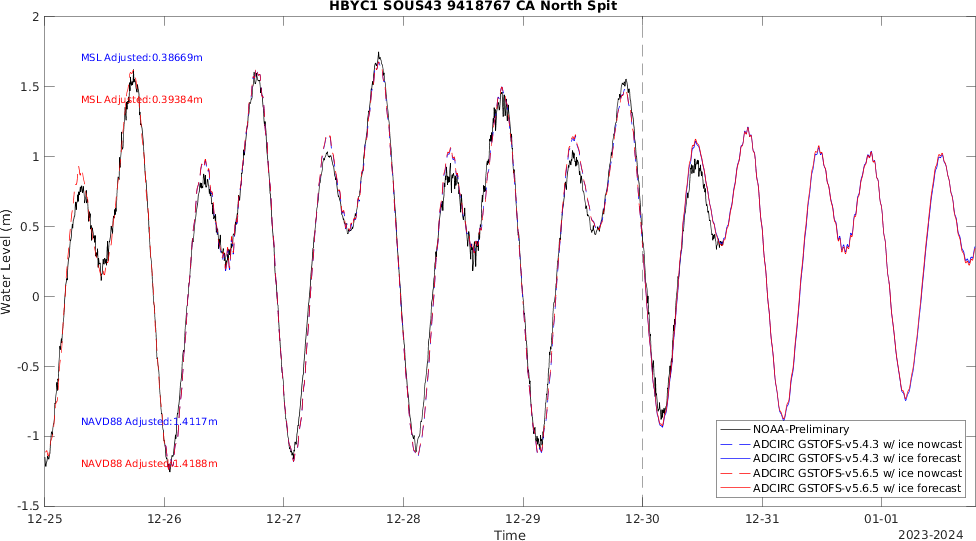 HBYC1 SOUS43 9418767 CA North Spit
2
1.5
1
0.5
0
-0.5
-1
-1.5
Water Level (m)
MSL Adjusted:0.38669m
MSL Adjusted:0.39384m
NAVD88 Adjusted:1.4117m
NAVD88 Adjusted:1.4188m
NOAA-Preliminary
ADCIRC GSTOFS-v5.4.3 w/ ice nowcast
ADCIRC GSTOFS-v5.4.3 w/ ice forecast
ADCIRC GSTOFS-v5.6.5 w/ ice nowcast
ADCIRC GSTOFS-v5.6.5 w/ ice forecast
12-25 12-26 12-27 12-28 12-29 12-30 12-31 01-01
Time
2023-2024